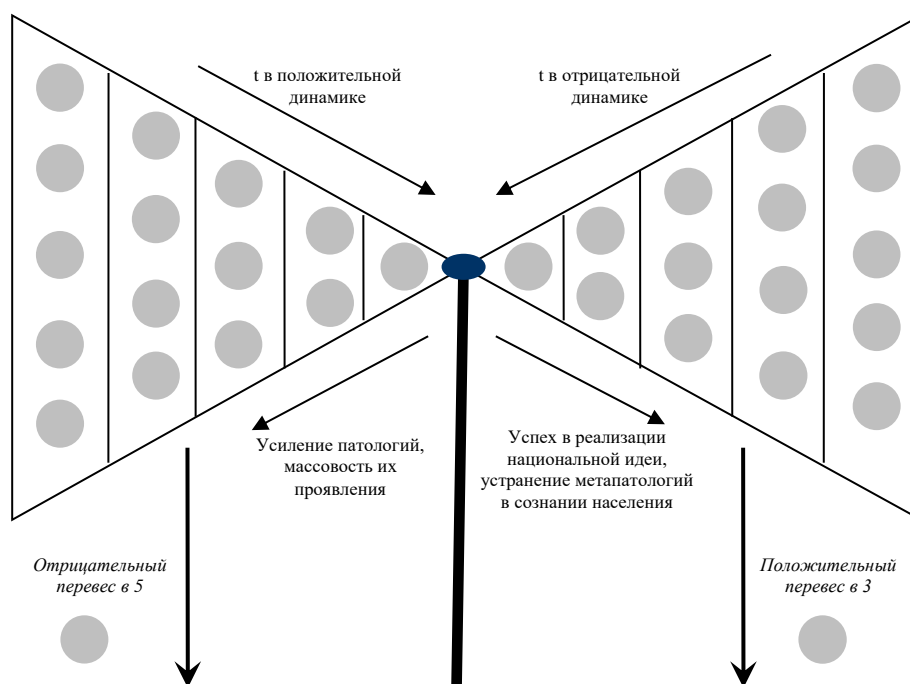 t в положительной
динамике
t в отрицательной
динамике
Усиление патологий,
массовость их
проявления
Успех в реализации
национальной идеи,
устранение метапатологий
в сознании населения
Отрицательный
перевес в 5
Положительный
перевес в 3